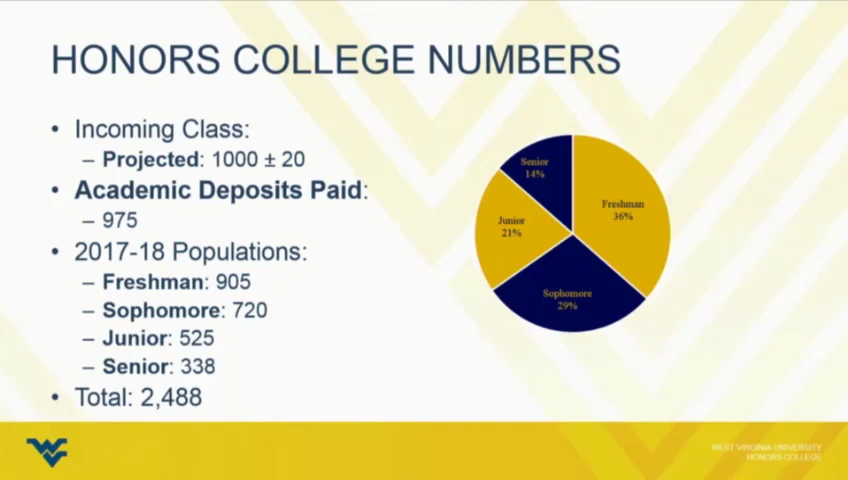 HONORS COLLEGE NUMBERS
• Incoming Class:
– Projected: 1000 ± 20
• Academic Deposits Paid:
– 975
• 2017-18 Populations:
– Freshman: 905
– Sophomore: 720
– Junior: 525
– Senior: 338
• Total: 2,488
Senior
14%
Freshman
36%
Junior
21%
Sophomore
29%
WEST VIRGINIA UNIVERSITY
HONORS COLLEGE